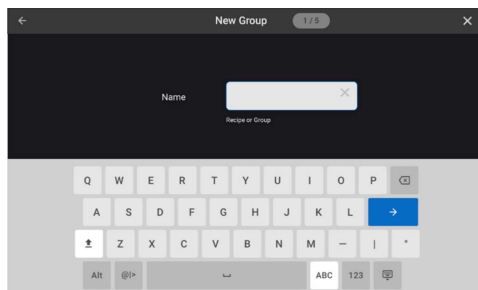 New Group 1 / 5
Name
Recipe or Group
Q W E R T Y U I O P
A S D F G H J K L
Z X C V B N M – | °
Alt @!> ABC 123